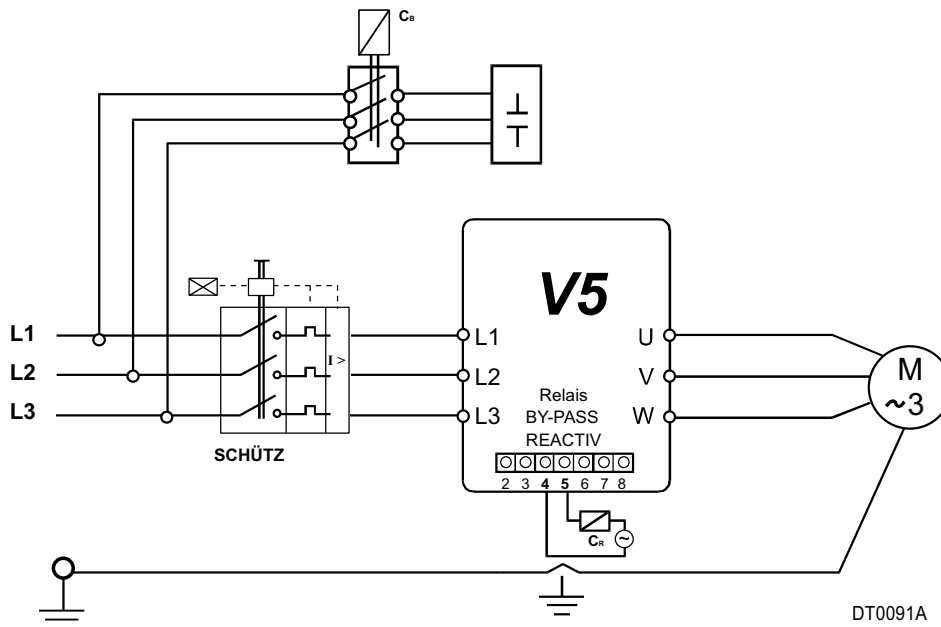 CB
V5
L1
L2
L3
I >
SCHÜTZ
L1
L2
L3
U
V
W
Relais
BY-PASS
REACTIV
2 3 4 5 6 7 8
CR
~
M
~3
DT0091A